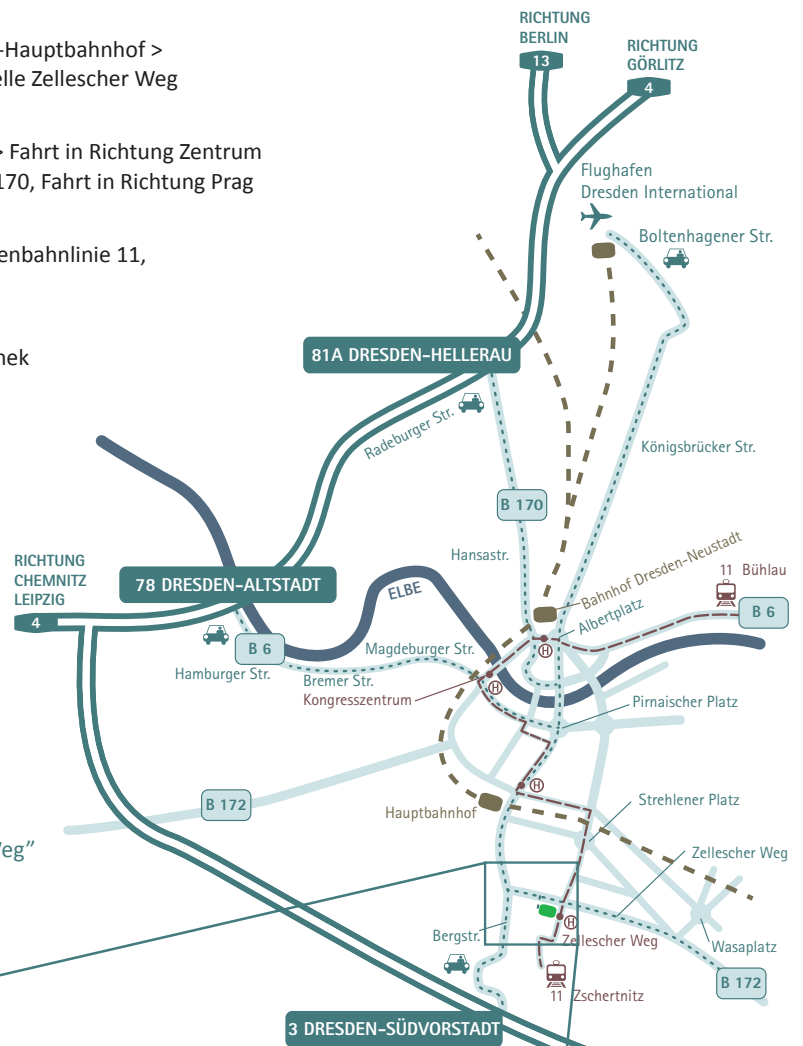 -Hauptbahnhof >
elle Zellescher Weg
> Fahrt in Richtung Zentrum
170, Fahrt in Richtung Prag
enbahnlinie 11,
nek
Weg”
RICHTUNG
BERLIN
13
RICHTUNG
GÖRLITZ
4
Flughafen
Dresden International
Boltenhagener Str.
81A DRESDEN-HELLERAU
Radeburger Str.
Königsbrücker Str.
B 170
Hansastr.
Bahnhof Dresden-Neustadt
Albertplatz
11 Bühlau
B 6
RICHTUNG
CHEMNITZ
LEIPZIG
4
78 DRESDEN-ALTSTADT
ELBE
B 6
Hamburger Str.
Bremer Str.
Magdeburger Str.
Kongresszentrum
H
H
Pirnaischer Platz
B 172
Hauptbahnhof
H
Strehlener Platz
Zellescher Weg
Bergstr.
H
Zellescher Weg
Wasaplatz
B 172
11 Zschertnitz
3 DRESDEN-SÜDVORSTADT